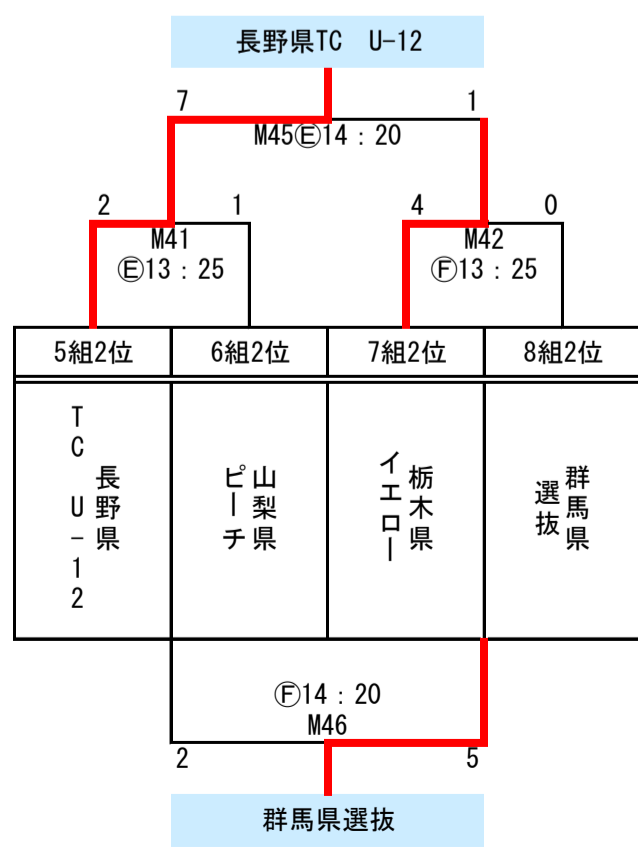 長野県TC　U-12
7
1
M45Ⓔ14：20
2
1
4
0
M41
Ⓔ13：25
M42
Ⓕ13：25
5組2位
6組2位
7組2位
8組2位
長野県
TC　U-12
山梨県
ピーチ
栃木県
イエロー
群馬県
選抜
Ⓕ14：20
M46
2
5
群馬県選抜